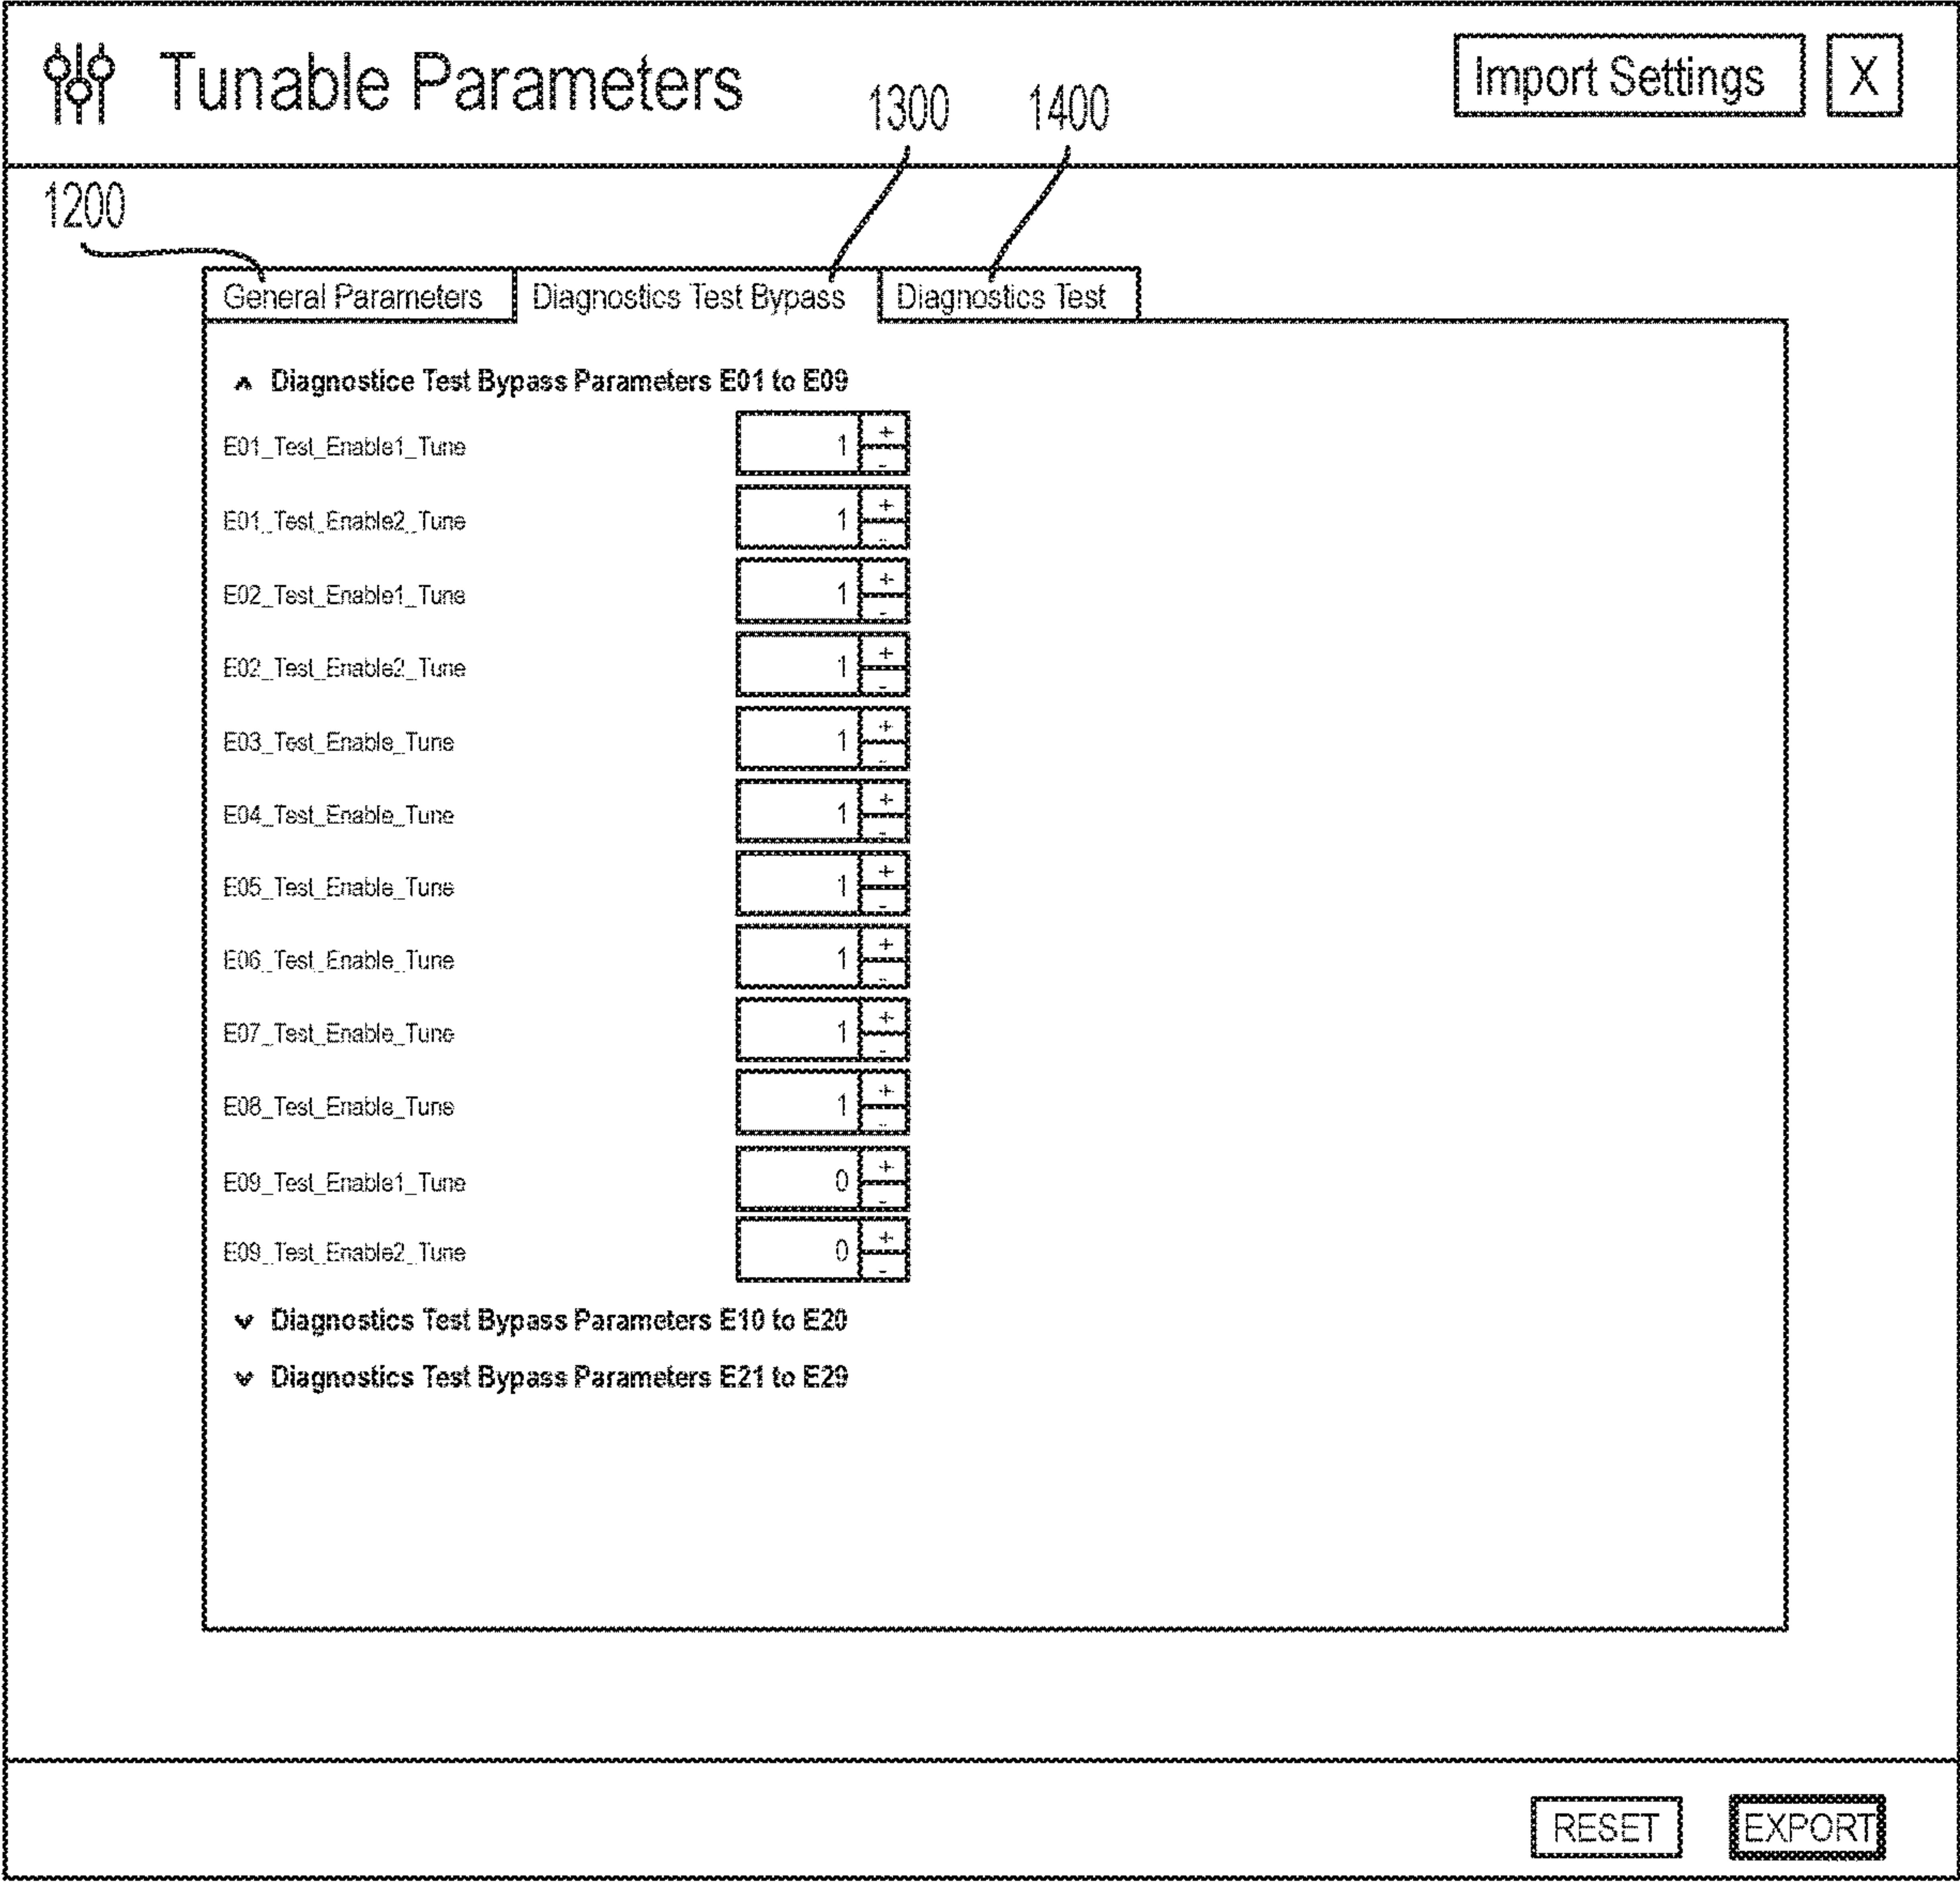 Tunable Parameters
Import Settings
X
1300
1400
1200
General Parameters
Diagnostics Test Bypass
Diagnostics Test
Diagnostice Test Bypass Parameters E01 to E09
E01_Test_Enable1_Tune 1 + -
E01_Test_Enable2_Tune 1 + -
E02_Test_Enable1_Tune 1 + -
E02_Test_Enable2_Tune 1 + -
E03_Test_Enable_Tune 1 + -
E04_Test_Enable_Tune 1 + -
E05_Test_Enable_Tune 1 + -
E06_Test_Enable_Tune 1 + -
E07_Test_Enable_Tune 1 + -
E08_Test_Enable_Tune 1 + -
E09_Test_Enable1_Tune 0 + -
E09_Test_Enable2_Tune 0 + -
Diagnostics Test Bypass Parameters E10 to E20
Diagnostics Test Bypass Parameters E21 to E29
RESET
EXPORT